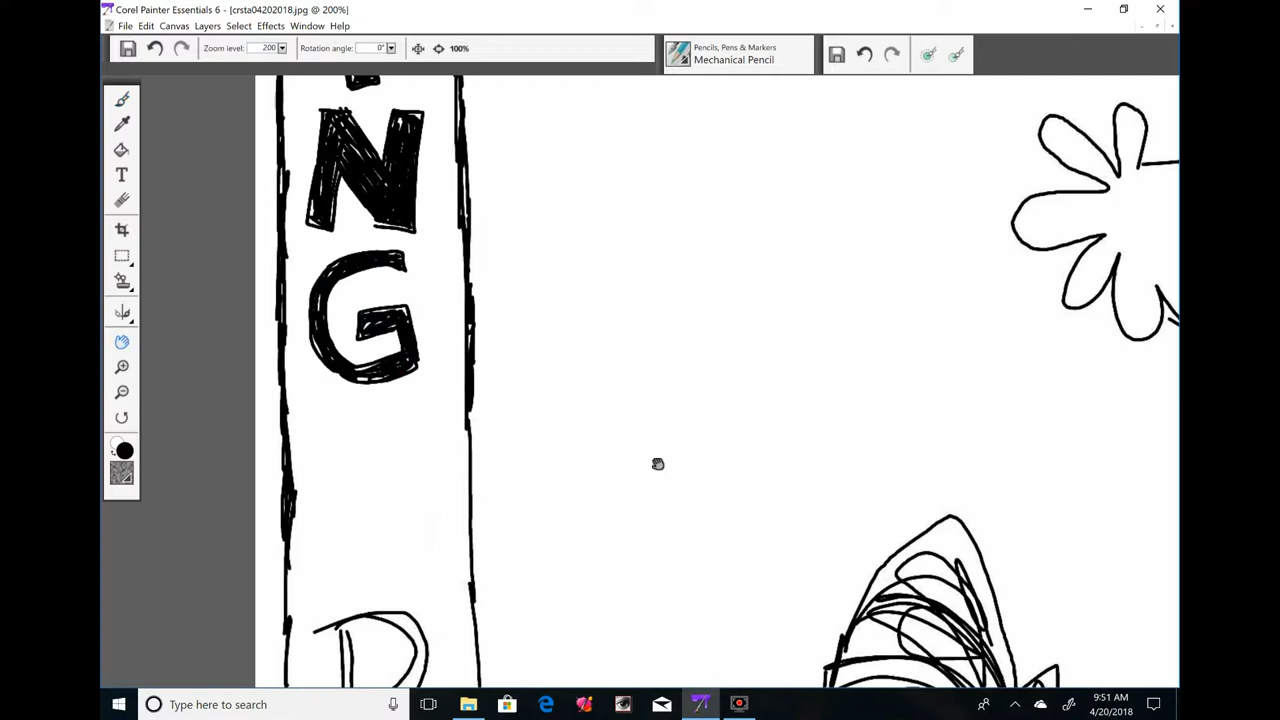 Corel Painter Essentials 6 - [crsta04202018.jpg @ 200%]
File Edit Canvas Layers Select Effects Window Help
Zoom level: 200 Rotation angle: 0° 100%
Pencils, Pens & Markers
Mechanical Pencil
T
N
G
Type here to search
9:51 AM
4/20/2018